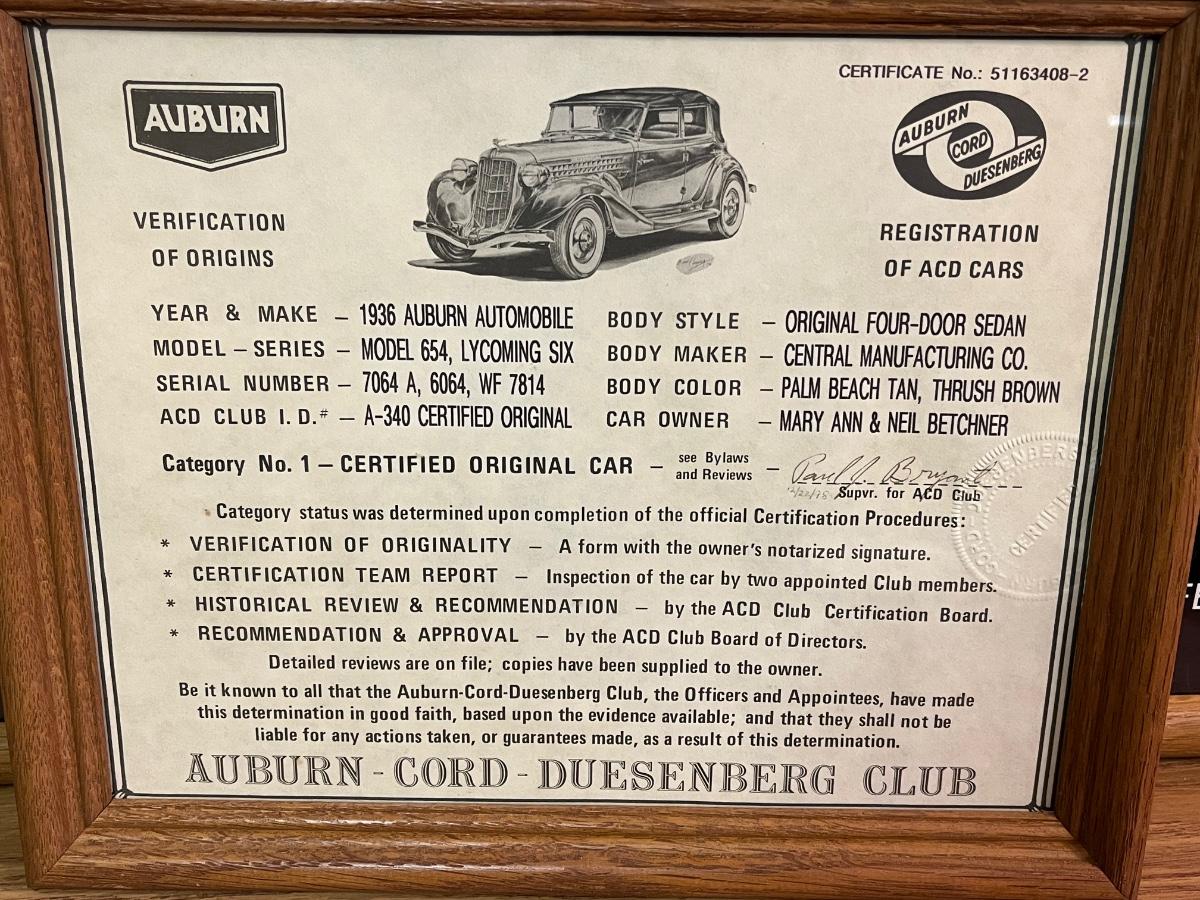 CERTIFICATE No.: 51163408-2
AUBURN
AUBURN
CORD
DUESENBERG
VERIFICATION
OF ORIGINS
REGISTRATION
OF ACD CARS
YEAR & MAKE – 1936 AUBURN AUTOMOBILE
MODEL – SERIES – MODEL 654, LYCOMING SIX
SERIAL NUMBER – 7064 A, 6064, WF 7814
ACD CLUB I. D.# – A-340 CERTIFIED ORIGINAL
BODY STYLE – ORIGINAL FOUR-DOOR SEDAN
BODY MAKER – CENTRAL MANUFACTURING CO.
BODY COLOR – PALM BEACH TAN, THRUSH BROWN
CAR OWNER – MARY ANN & NEIL BETCHNER
Category No. 1 – CERTIFIED ORIGINAL CAR – see Bylaws and Reviews – Paul J. Bryant
Supvr. for ACD Club
Category status was determined upon completion of the official Certification Procedures:
* VERIFICATION OF ORIGINALITY – A form with the owner's notarized signature.
* CERTIFICATION TEAM REPORT – Inspection of the car by two appointed Club members.
* HISTORICAL REVIEW & RECOMMENDATION – by the ACD Club Certification Board.
* RECOMMENDATION & APPROVAL – by the ACD Club Board of Directors.
Detailed reviews are on file; copies have been supplied to the owner.
Be it known to all that the Auburn-Cord-Duesenberg Club, the Officers and Appointees, have made
this determination in good faith, based upon the evidence available; and that they shall not be
liable for any actions taken, or guarantees made, as a result of this determination.
AUBURN - CORD - DUESENBERG CLUB
CERTIFIED